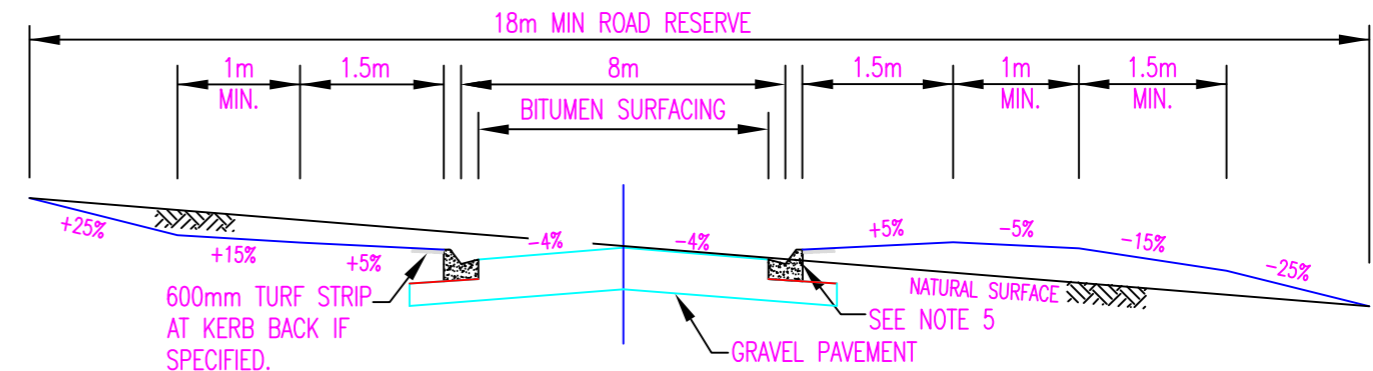 18m MIN ROAD RESERVE
1m
MIN.
1.5m
8m
1.5m
1m
MIN.
1.5m
MIN.
BITUMEN SURFACING
+25%
+15%
+5%
-4%
-4%
+5%
-5%
-15%
-25%
600mm TURF STRIP
AT KERB BACK IF
SPECIFIED.
NATURAL SURFACE
SEE NOTE 5
GRAVEL PAVEMENT